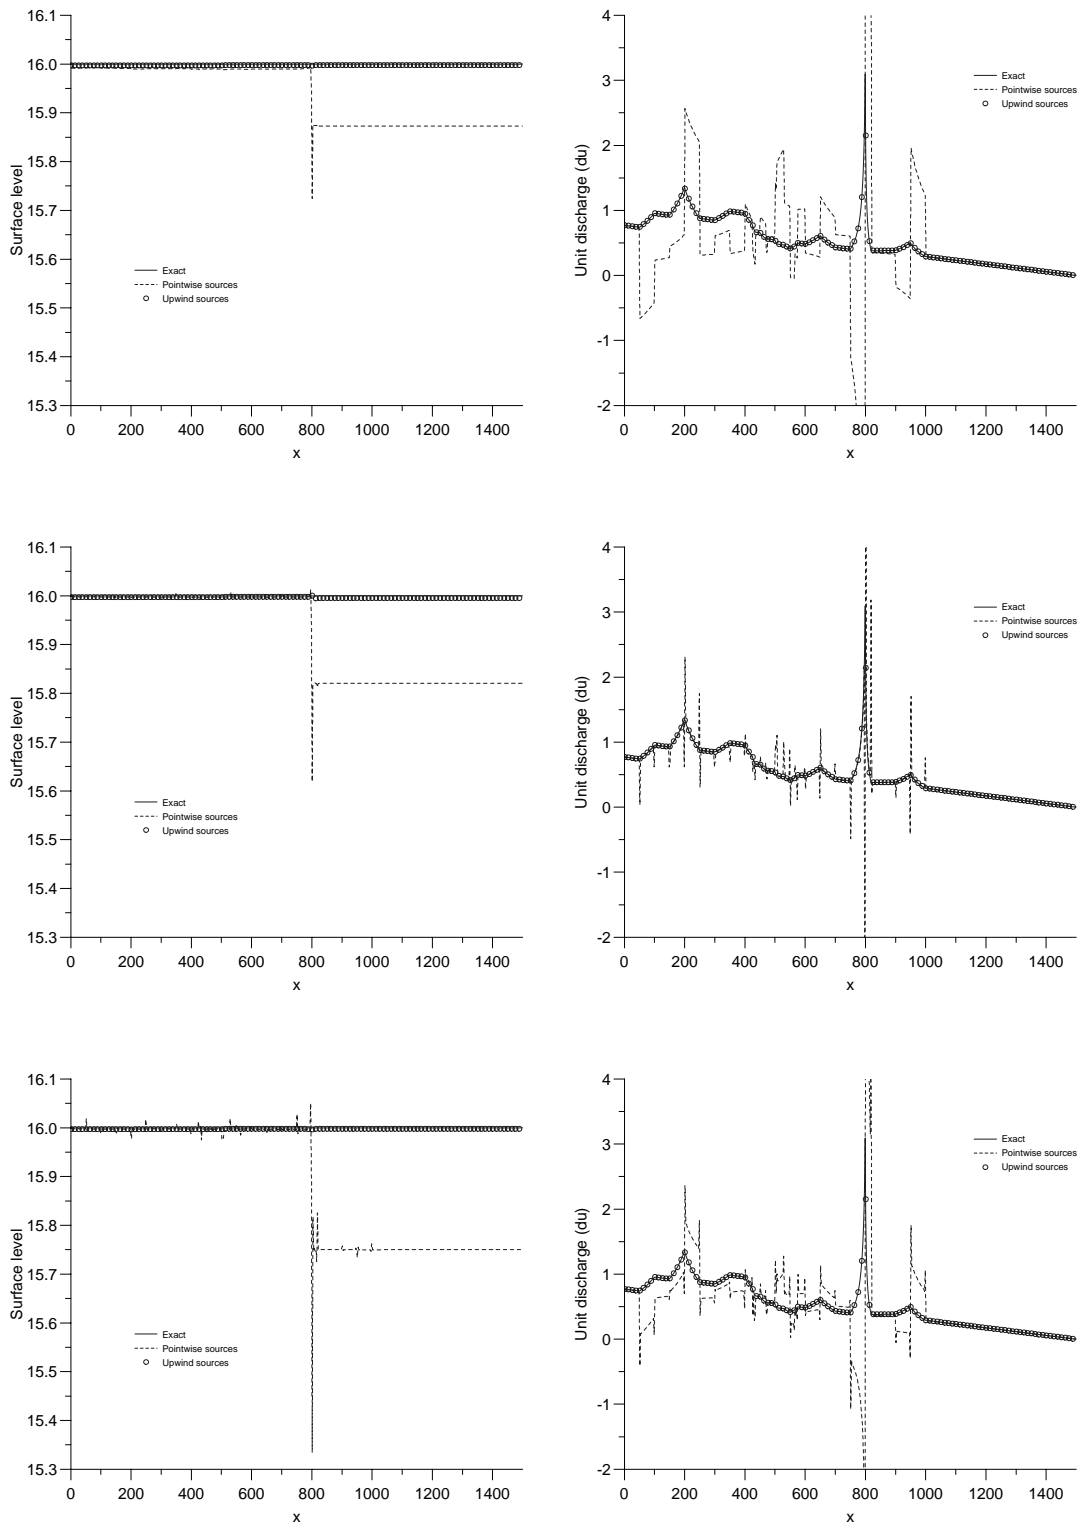 16.1
16.0
15.9
15.8
15.7
15.6
15.5
15.4
15.3
Surface level
Exact
Pointwise sources
Upwind sources
0 200 400 600 800 1000 1200 1400
x
4
3
2
1
0
-1
-2
Unit discharge (du)
Exact
Pointwise sources
Upwind sources
0 200 400 600 800 1000 1200 1400
x
16.1
16.0
15.9
15.8
15.7
15.6
15.5
15.4
15.3
Surface level
Exact
Pointwise sources
Upwind sources
0 200 400 600 800 1000 1200 1400
x
4
3
2
1
0
-1
-2
Unit discharge (du)
Exact
Pointwise sources
Upwind sources
0 200 400 600 800 1000 1200 1400
x
16.1
16.0
15.9
15.8
15.7
15.6
15.5
15.4
15.3
Surface level
Exact
Pointwise sources
Upwind sources
0 200 400 600 800 1000 1200 1400
x
4
3
2
1
0
-1
-2
Unit discharge (du)
Exact
Pointwise sources
Upwind sources
0 200 400 600 800 1000 1200 1400
x